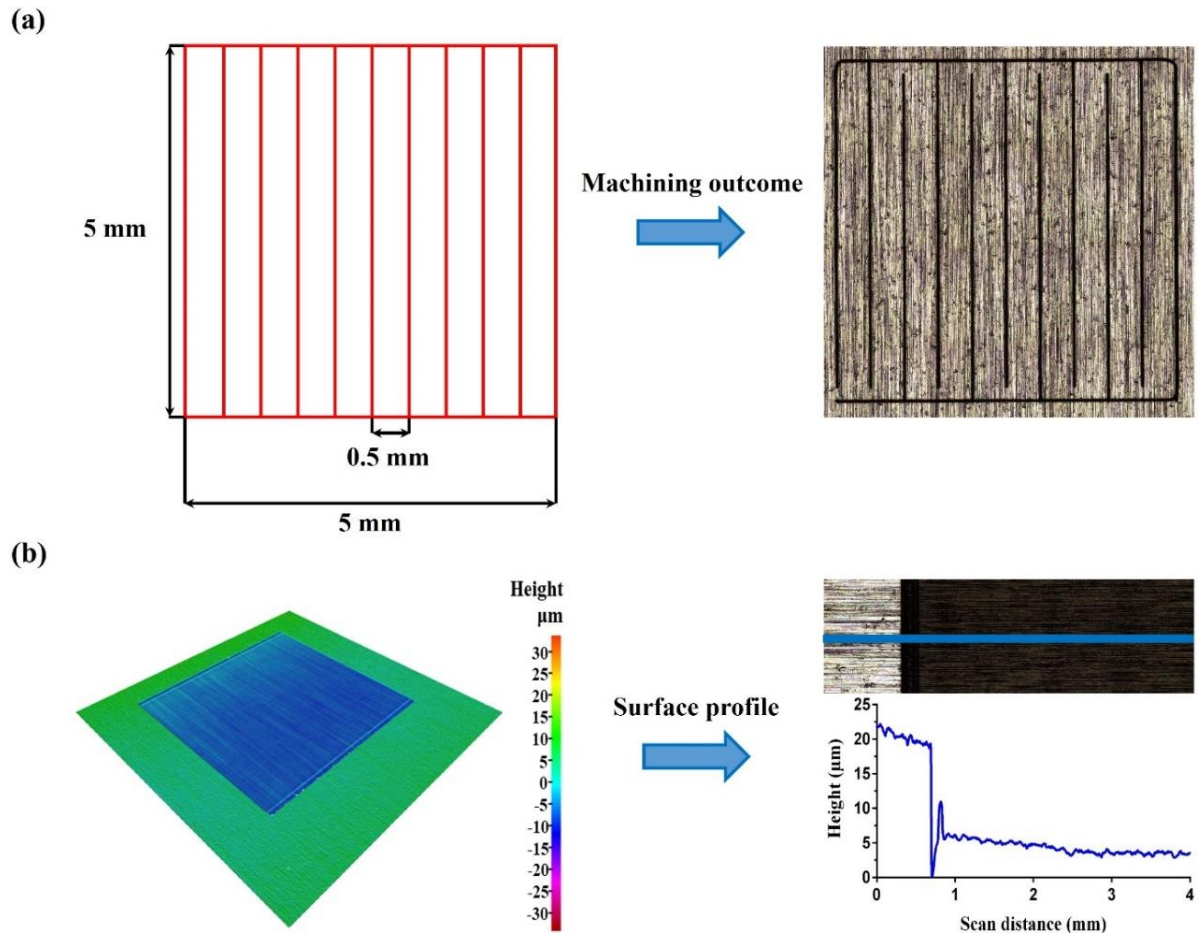 (a)
5 mm
0.5 mm
5 mm
Machining outcome
(b)
Height
μm
30
25
20
15
10
5
0
-5
-10
-15
-20
-25
-30
Surface profile
25
20
15
10
5
0
Height (μm)
0 1 2 3 4
Scan distance (mm)